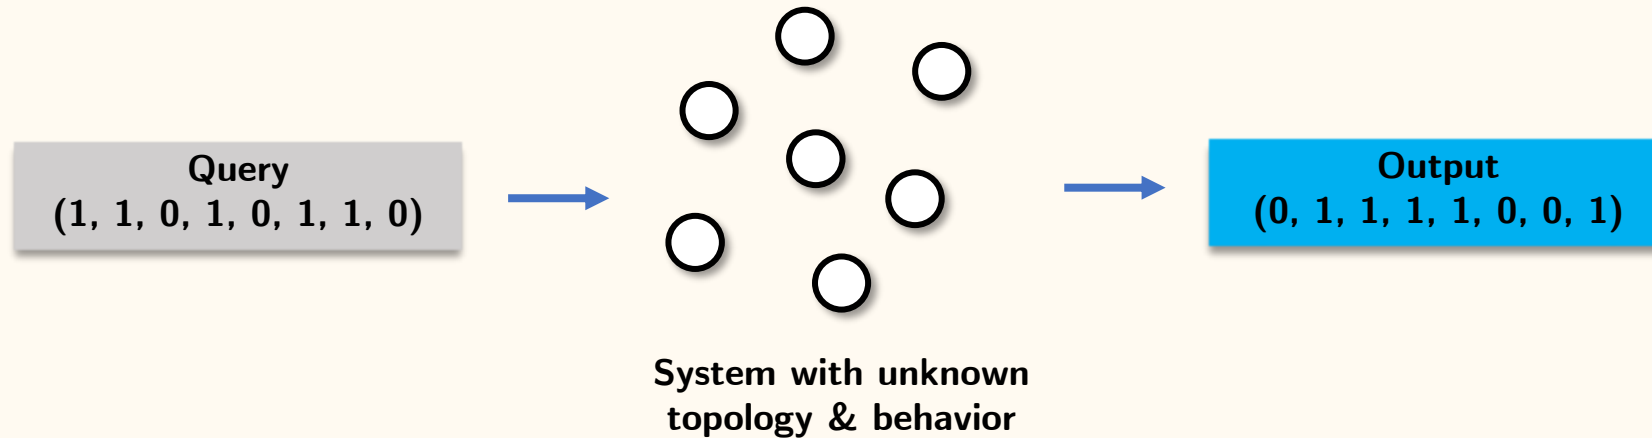 Query
(1, 1, 0, 1, 0, 1, 1, 0)
System with unknown
topology & behavior
Output
(0, 1, 1, 1, 1, 0, 0, 1)